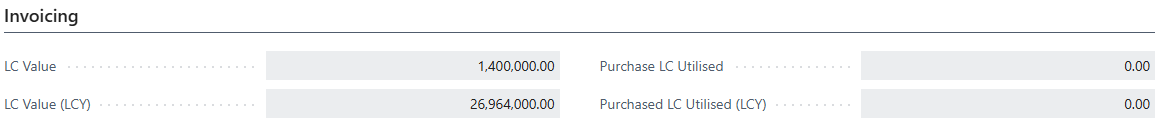 Invoicing
LC Value 1,400,000.00 Purchase LC Utilised 0.00
LC Value (LCY) 26,964,000.00 Purchased LC Utilised (LCY) 0.00